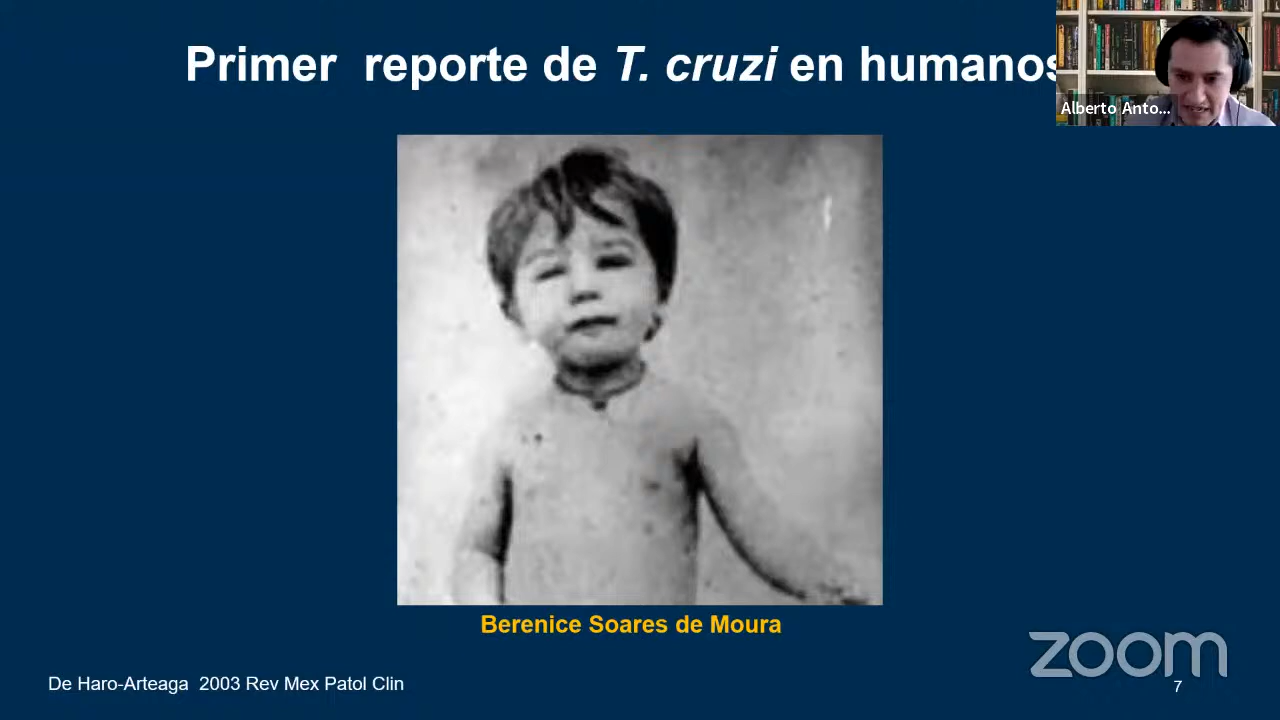 Primer reporte de T. cruzi en humanos
Alberto Anto...
Berenice Soares de Moura
zoom
De Haro-Arteaga 2003 Rev Mex Patol Clin
7